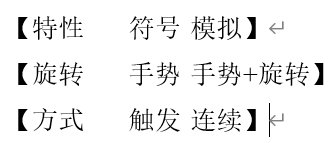 【特性　　符号 模拟】
【旋转　　手势 手势+旋转】
【方式　　触发 连续】